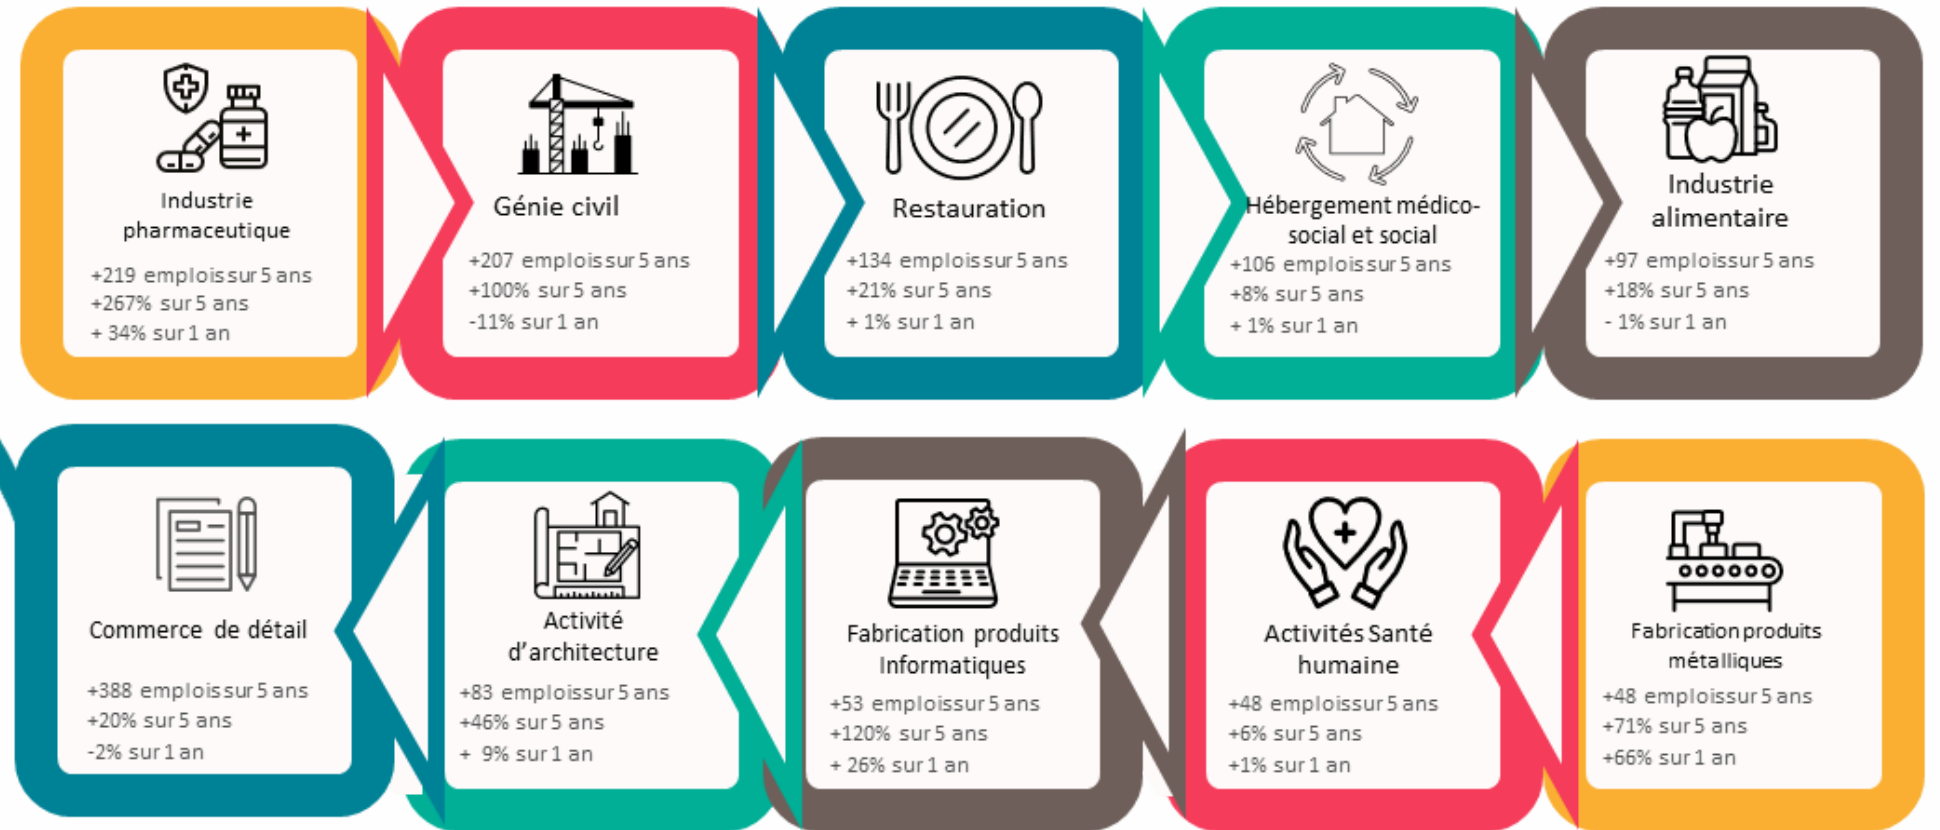 Industrie
pharmaceutique
+219 emplois sur 5 ans
+267% sur 5 ans
+ 34% sur 1 an
Génie civil
+207 emplois sur 5 ans
+100% sur 5 ans
-11% sur 1 an
Restauration
+134 emplois sur 5 ans
+21% sur 5 ans
+ 1% sur 1 an
Hébergement médico-
social et social
+106 emplois sur 5 ans
+8% sur 5 ans
+ 1% sur 1 an
Industrie
alimentaire
+97 emplois sur 5 ans
+18% sur 5 ans
- 1% sur 1 an
Commerce de détail
+388 emplois sur 5 ans
+20% sur 5 ans
-2% sur 1 an
Activité
d’architecture
+83 emplois sur 5 ans
+46% sur 5 ans
+ 9% sur 1 an
Fabrication produits
Informatiques
+53 emplois sur 5 ans
+120% sur 5 ans
+ 26% sur 1 an
Activités Santé
humaine
+48 emplois sur 5 ans
+6% sur 5 ans
+1% sur 1 an
Fabrication produits
métalliques
+48 emplois sur 5 ans
+71% sur 5 ans
+66% sur 1 an